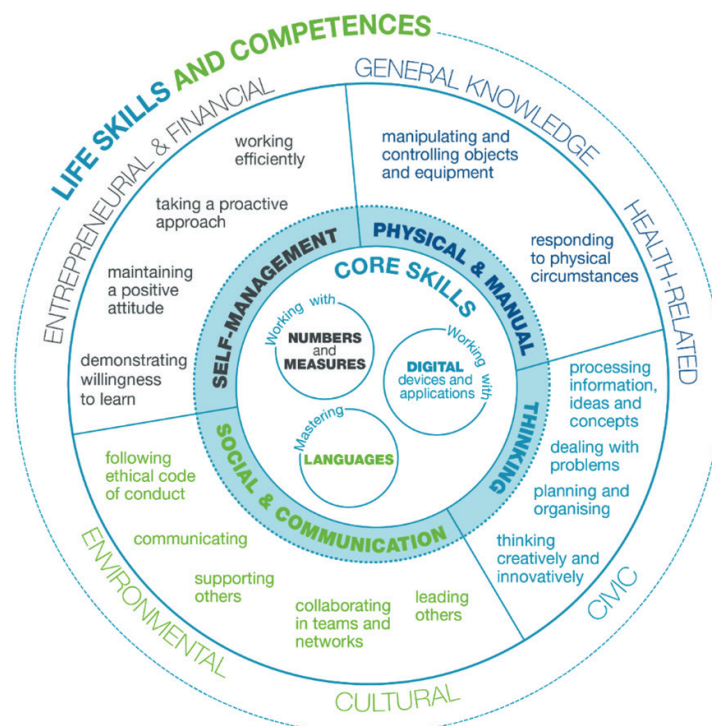 LIFE SKILLS AND COMPETENCES
GENERAL KNOWLEDGE
HEALTH-RELATED
CIVIC
CULTURAL
ENVIRONMENTAL
ENTREPRENEURIAL & FINANCIAL
working
efficiently
taking a proactive
approach
maintaining
a positive
attitude
demonstrating
willingness
to learn
manipulating and
controlling objects
and equipment
responding
to physical
circumstances
processing
information,
ideas and
concepts
dealing with
problems
planning and
organising
thinking
creatively and
innovatively
following
ethical code
of conduct
communicating
supporting
others
collaborating
in teams and
networks
leading
others
SELF-MANAGEMENT
PHYSICAL & MANUAL
THINKING
SOCIAL & COMMUNICATION
CORE SKILLS
Working with
NUMBERS
and
MEASURES
Working with
DIGITAL
devices and
applications
Mastering
LANGUAGES